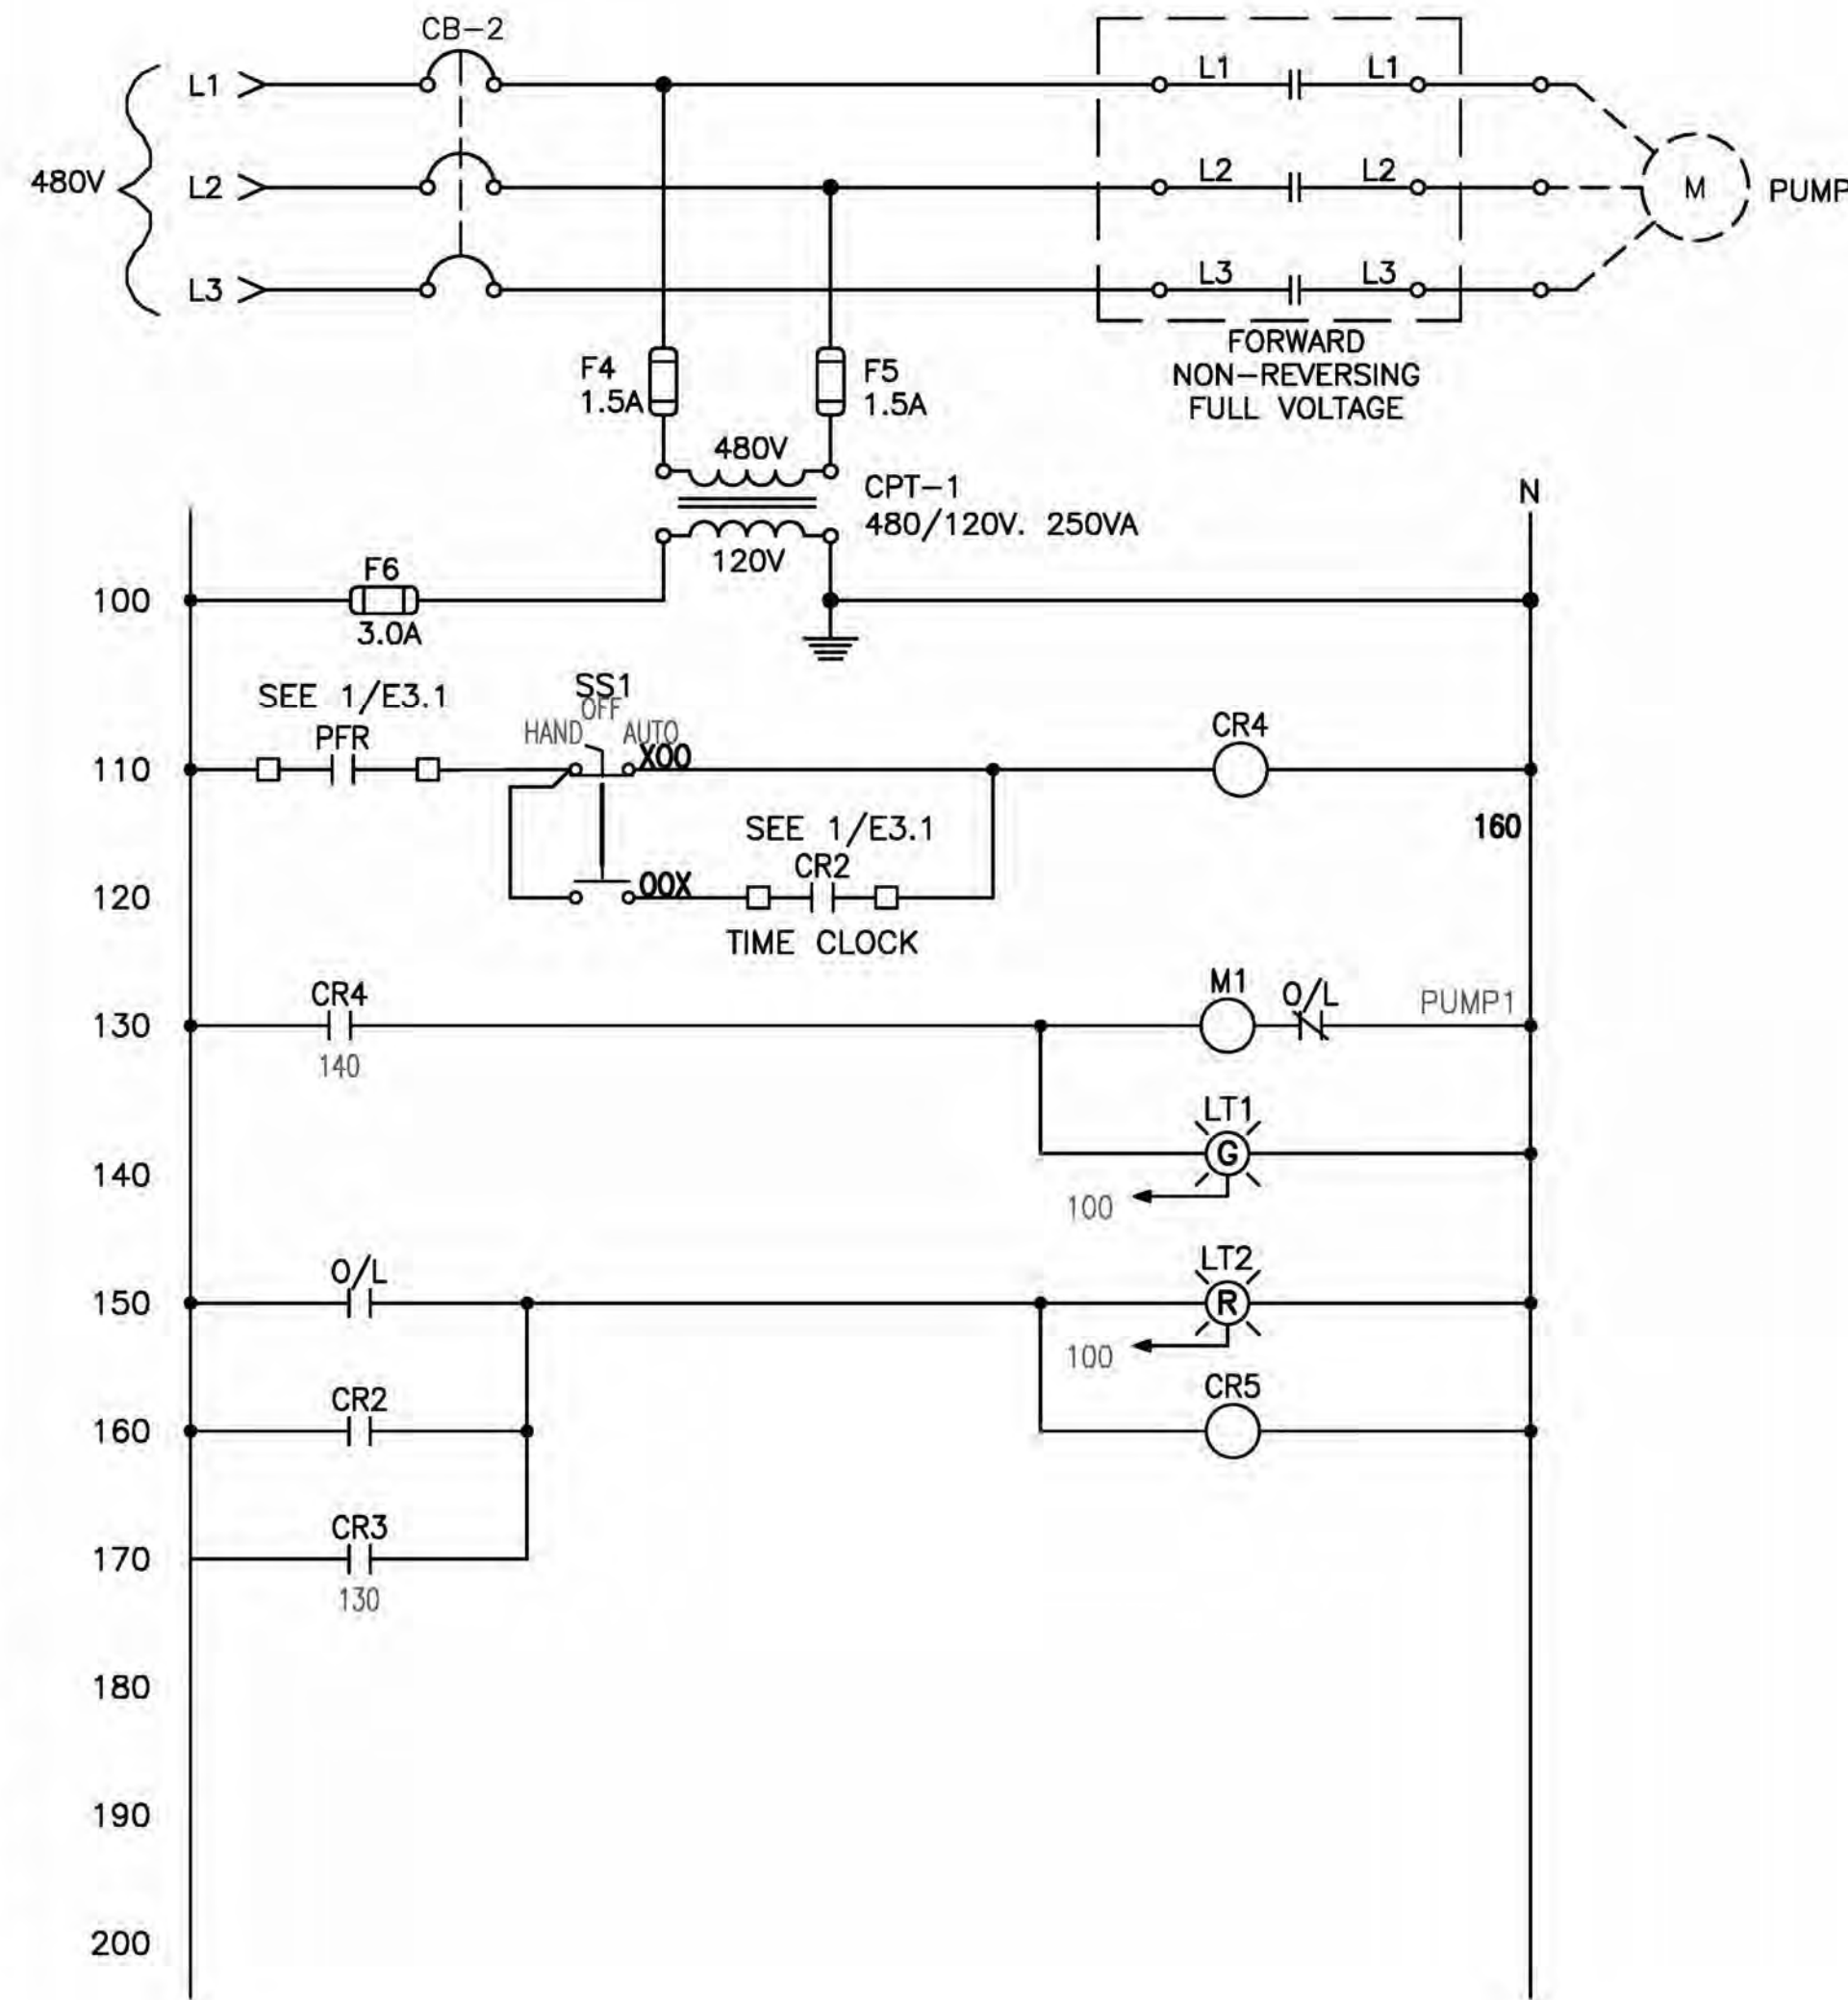 CB-2
480V
L1
L2
L3
L1 L1
L2 L2
L3 L3
M
PUMP
FORWARD
NON-REVERSING
FULL VOLTAGE
F4
1.5A
F5
1.5A
480V
CPT-1
480/120V. 250VA
120V
N
100
F6
3.0A
SEE 1/E3.1
PFR
SS1
HAND
OFF
AUTO
X00
CR4
110
160
SEE 1/E3.1
CR2
00X
120
TIME CLOCK
130
CR4
140
M1
O/L
PUMP1
LT1
G
140
100
150
O/L
LT2
R
100
160
CR2
CR5
170
CR3
130
180
190
200